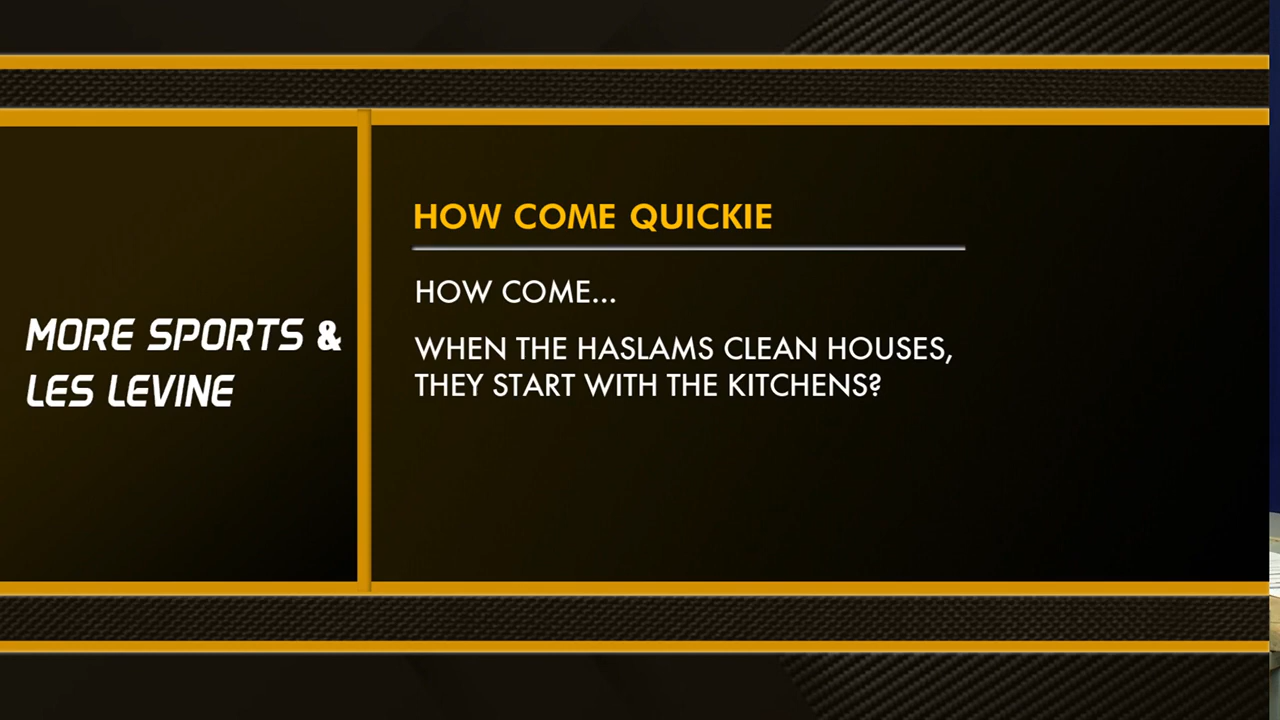 MORE SPORTS &
LES LEVINE
HOW COME QUICKIE
HOW COME...
WHEN THE HASLAMS CLEAN HOUSES,
THEY START WITH THE KITCHENS?